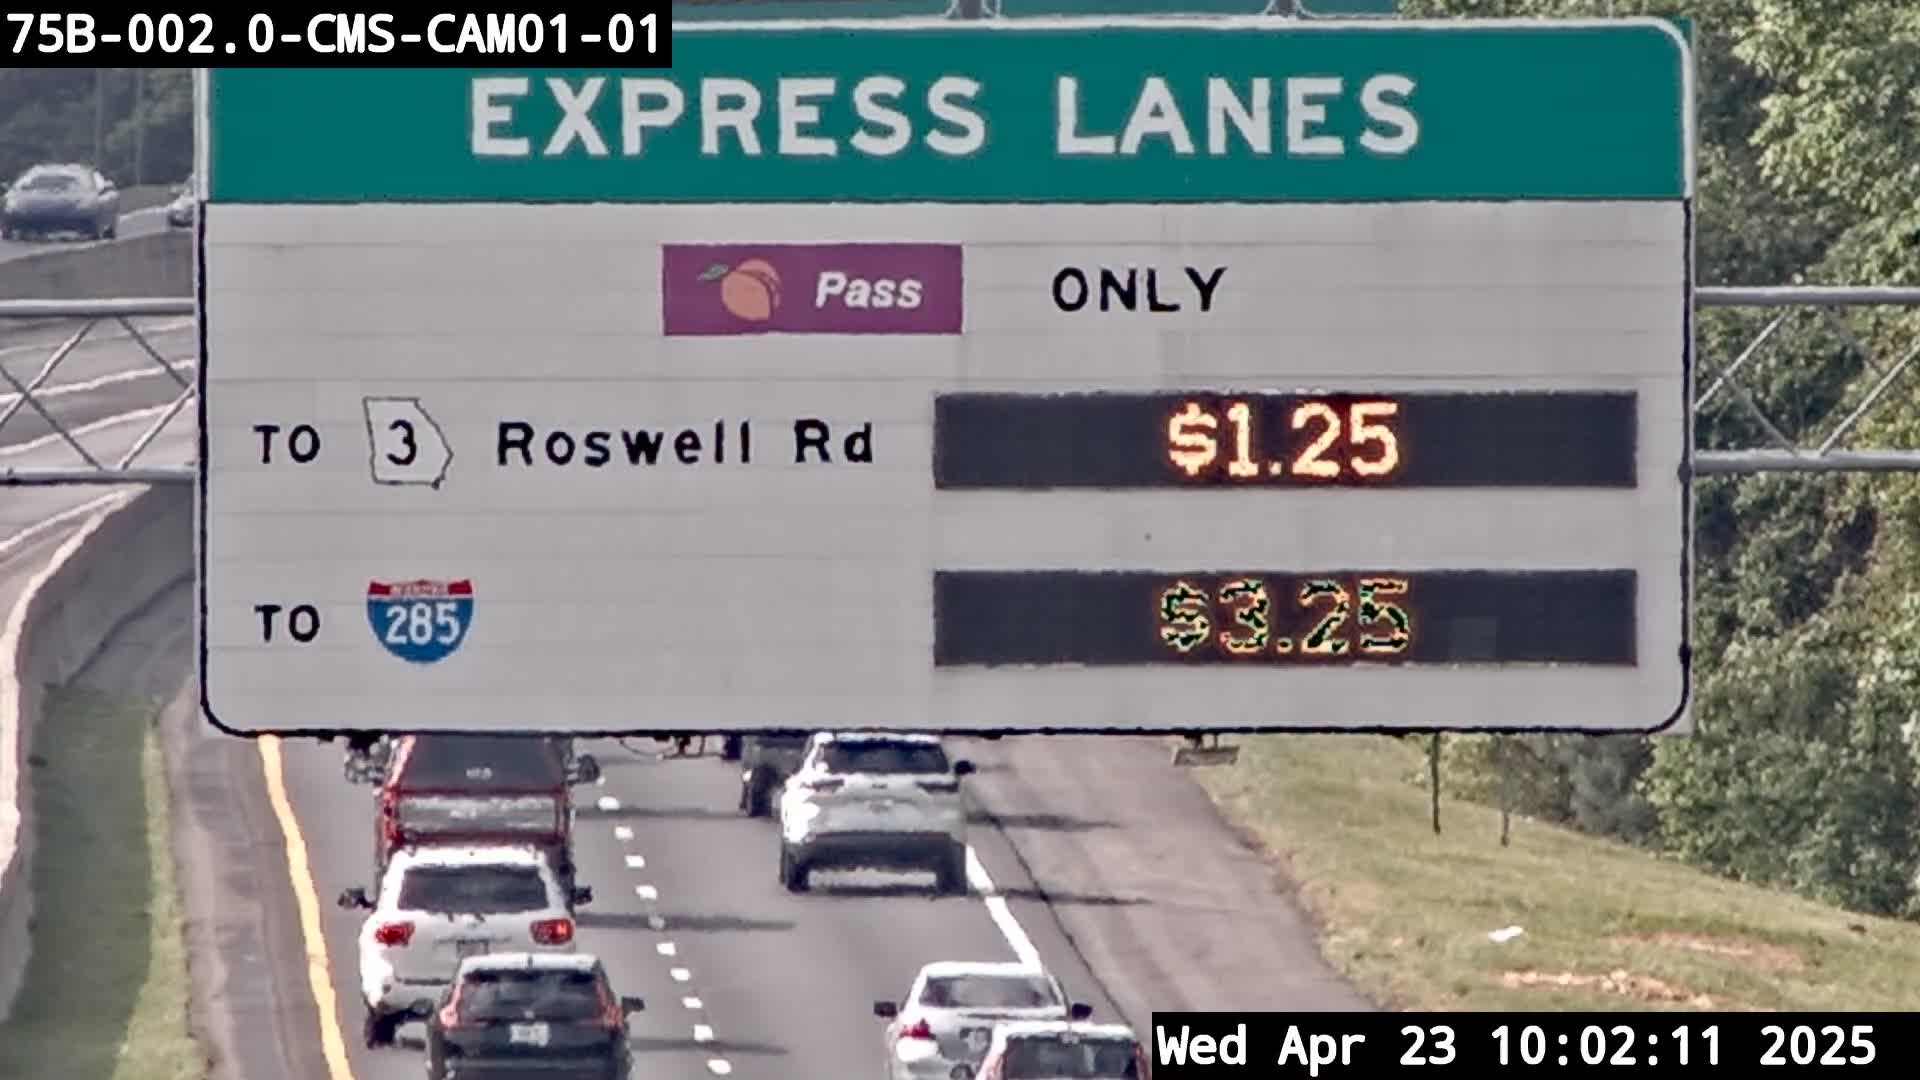 75B-002.0-CMS-CAM01-01
EXPRESS LANES
Pass ONLY
TO 3 Roswell Rd $1.25
TO 285 $3.25
Wed Apr 23 10:02:11 2025